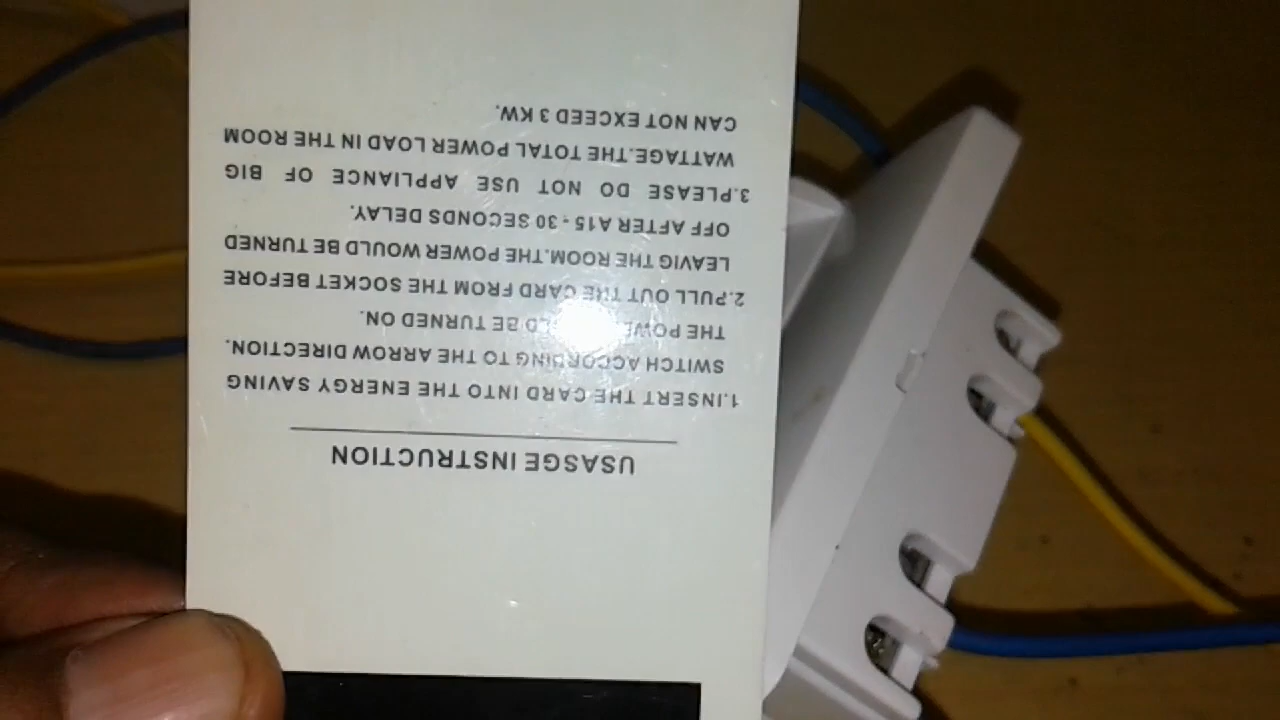 USASGE INSTRUCTION
1.INSERT THE CARD INTO THE ENERGY SAVING
SWITCH ACCORDING TO THE ARROW DIRECTION.
THE POWER WOULD BE TURNED ON.
2.PULL OUT THE CARD FROM THE SOCKET BEFORE
LEAVIG THE ROOM.THE POWER WOULD BE TURNED
OFF AFTER A15 - 30 SECONDS DELAY.
3.PLEASE DO NOT USE APPLIANCE OF BIG
WATTAGE.THE TOTAL POWER LOAD IN THE ROOM
CAN NOT EXCEED 3 KW.